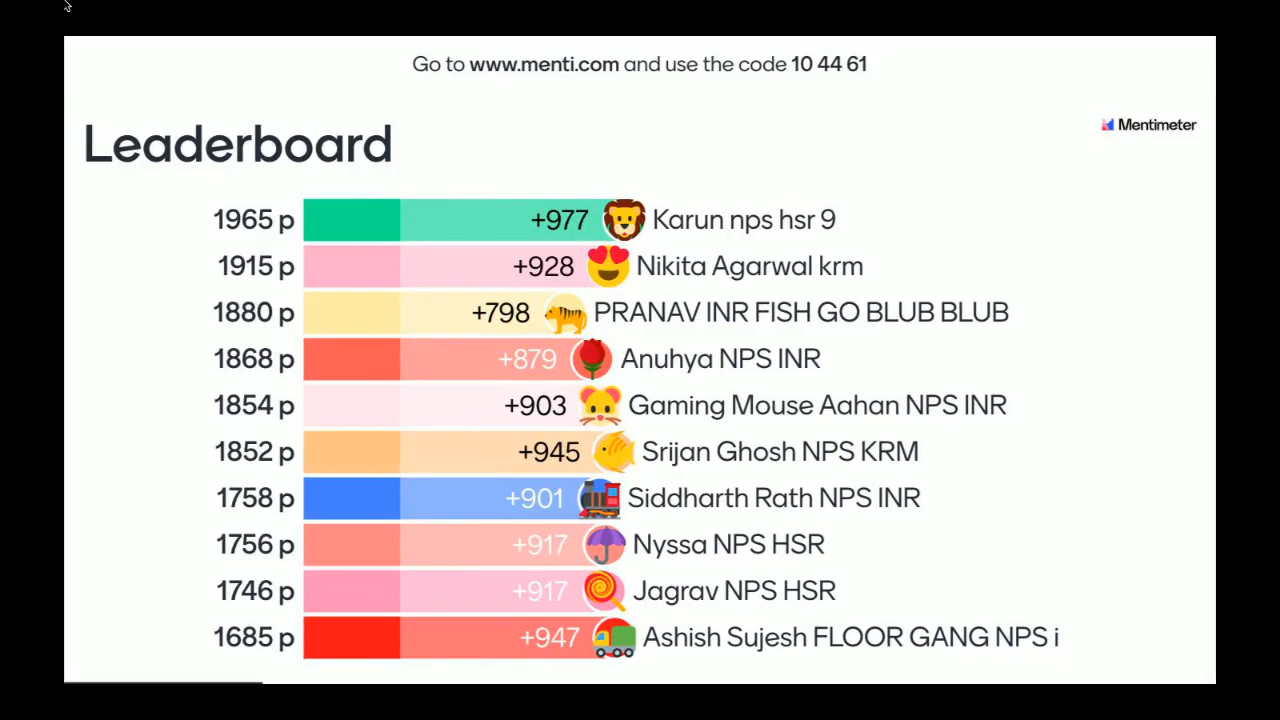 Go to www.menti.com and use the code 10 44 61
Mentimeter
Leaderboard
1965 p +977 Karun nps hsr 9
1915 p +928 Nikita Agarwal krm
1880 p +798 PRANAV INR FISH GO BLUB BLUB
1868 p +879 Anuhya NPS INR
1854 p +903 Gaming Mouse Aahan NPS INR
1852 p +945 Srijan Ghosh NPS KRM
1758 p +901 Siddharth Rath NPS INR
1756 p +917 Nyssa NPS HSR
1746 p +917 Jagrav NPS HSR
1685 p +947 Ashish Sujesh FLOOR GANG NPS i